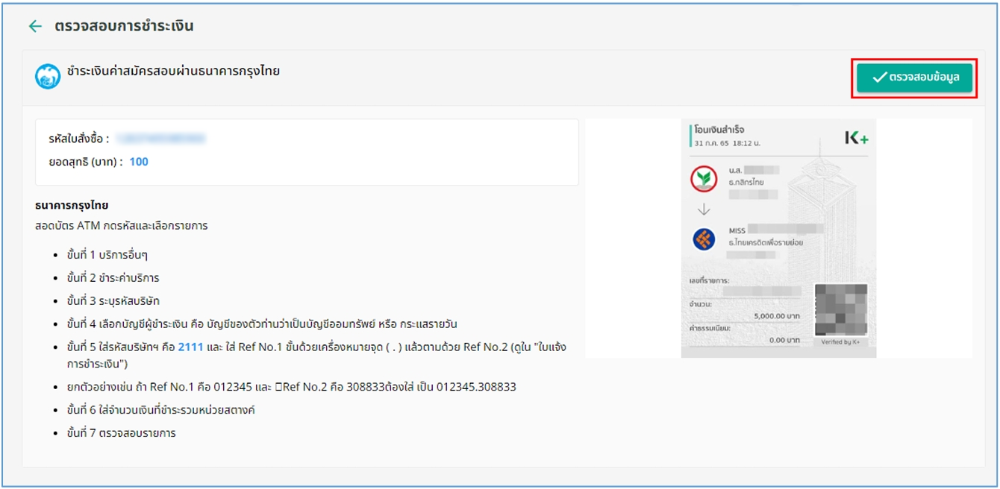 ตรวจสอบการชำระเงิน
ชำระเงินค่าสมัครสอบผ่านธนาคารกรุงไทย
ตรวจสอบข้อมูล
รหัสใบสั่งซื้อ :
ยอดสุทธิ (บาท) : 100
ธนาคารกรุงไทย
สอดบัตร ATM กดรหัสและเลือกรายการ
• ขั้นที่ 1 บริการอื่นๆ
• ขั้นที่ 2 ชำระค่าบริการ
• ขั้นที่ 3 ระบุรหัสบริษัท
• ขั้นที่ 4 เลือกบัญชีผู้ชำระเงิน คือ บัญชีของตัวท่านว่าเป็นบัญชีออมทรัพย์ หรือ กระแสรายวัน
• ขั้นที่ 5 ใส่รหัสบริษัทฯ คือ 2111 และ ใส่ Ref No.1 ขั้นด้วยเครื่องหมายจุด ( . ) แล้วตามด้วย Ref No.2 (ดูใน "ใบแจ้ง
การชำระเงิน")
• ยกตัวอย่างเช่น ถ้า Ref No.1 คือ 012345 และ Ref No.2 คือ 308833ต้องใส่ เป็น 012345.308833
• ขั้นที่ 6 ใส่จำนวนเงินที่ชำระรวมหน่วยสตางค์
• ขั้นที่ 7 ตรวจสอบรายการ
โอนเงินสำเร็จ
31 ก.ค. 65 18:12 น.
K+
น.ส.
ธ.กสิกรไทย
MISS
ธ.ไทยเครดิตเพื่อรายย่อย
เลขที่รายการ:
จำนวน:
5,000.00 บาท
ค่าธรรมเนียม:
0.00 บาท
Verified by K+